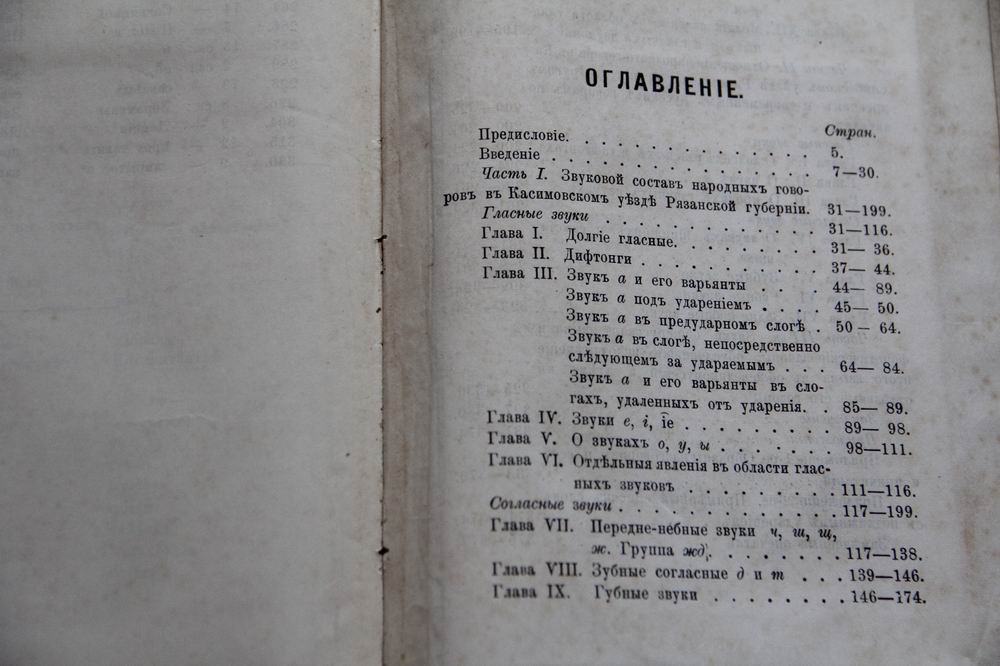 ОГЛАВЛЕНІЕ.
Стран.
Предисловіе. . . . . . . . . . . . . 5.
Введеніе . . . . . . . . . . . . . . 7—30.
Часть I. Звуковой составъ народныхъ гово-
ровъ въ Касимовскомъ уѣздѣ Рязанской губерніи. 31—199.
Гласные звуки . . . . . . . . . . . 31—116.
Глава I. Долгіе гласные. . . . . . . . 31— 36.
Глава II. Дифтонги . . . . . . . . . . 37— 44.
Глава III. Звукъ а и его варьянты . . . . 44— 89.
Звукъ а подъ удареніемъ . . . . 45— 50.
Звукъ а въ предударномъ слогѣ . 50 — 64.
Звукъ а въ слогѣ, непосредственно
слѣдующемъ за ударяемымъ . . . 64— 84.
Звукъ а и его варьянты въ сло-
гахъ, удаленныхъ отъ ударенія. . 85— 89.
Глава IV. Звуки е, і, іе . . . . . . . . . 89— 98.
Глава V. О звукахъ о, у, ы . . . . . . . 98—111.
Глава VI. Отдѣльныя явленія въ области глас-
ныхъ звуковъ . . . . . . . . . 111—116.
Согласные звуки . . . . . . . . . . . . 117—199.
Глава VII. Передне-небные звуки ч, ш, щ,
ж. Группа жд. . . . . . . . 117—138.
Глава VIII. Зубные согласные д и т . . . 139—146.
Глава IX. Губные звуки . . . . . . . . 146—174.